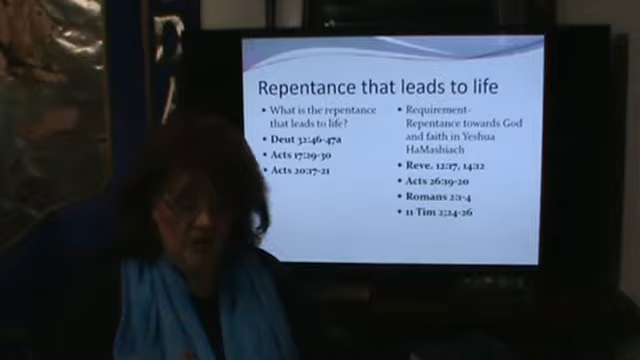 Repentance that leads to life
• What is the repentance
that leads to life?
• Deut 32:46-47a
• Acts 17:29-30
• Acts 20:17-21
• Requirement-
Repentance towards God
and faith in Yeshua
HaMashiach
• Reve. 12:17, 14:12
• Acts 26:19-20
• Romans 2:1-4
• 11 Tim 2:24-26